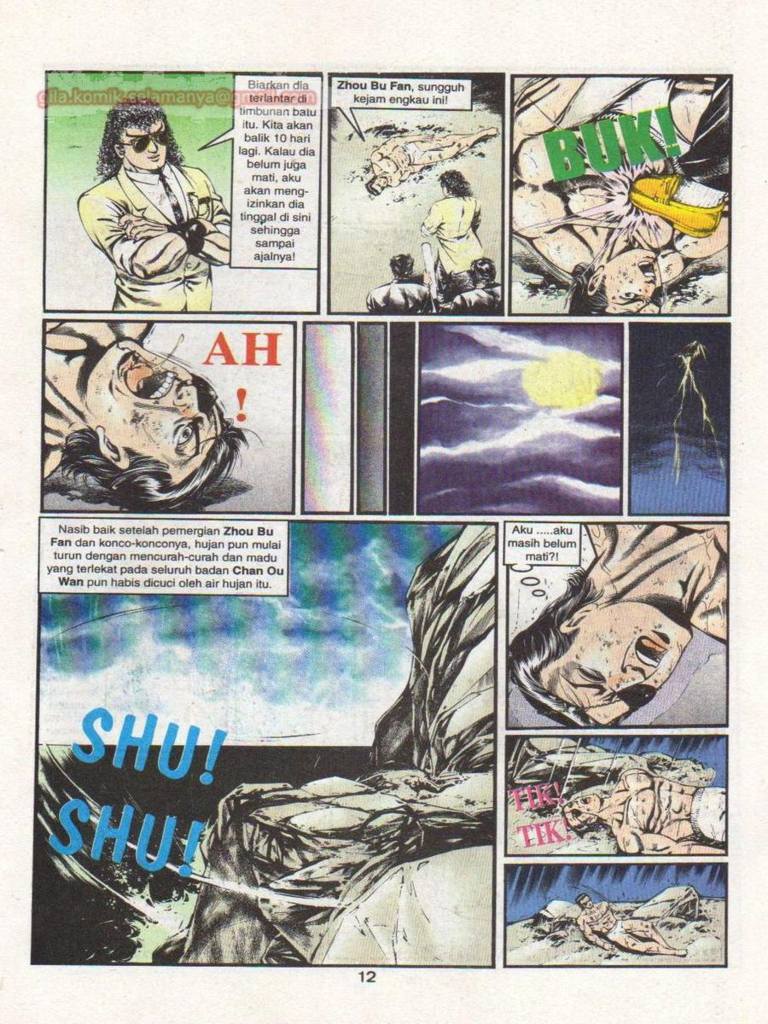 gila.komik.selamanya@gmail.com
Biarkan dia
terlantar di
timbunan batu
itu. Kita akan
balik 10 hari
lagi. Kalau dia
belum juga
mati, aku
akan meng-
izinkan dia
tinggal di sini
sehingga
sampai
ajalnya!
Zhou Bu Fan, sungguh
kejam engkau ini!
BUK!
AH
!
Nasib baik setelah pemergian Zhou Bu
Fan dan konco-konconya, hujan pun mulai
turun dengan mencurah-curah dan madu
yang terlekat pada seluruh badan Chan Ou
Wan pun habis dicuci oleh air hujan itu.
SHU!
SHU!
Aku .....aku
masih belum
mati?!
TIK!
TIK!
12